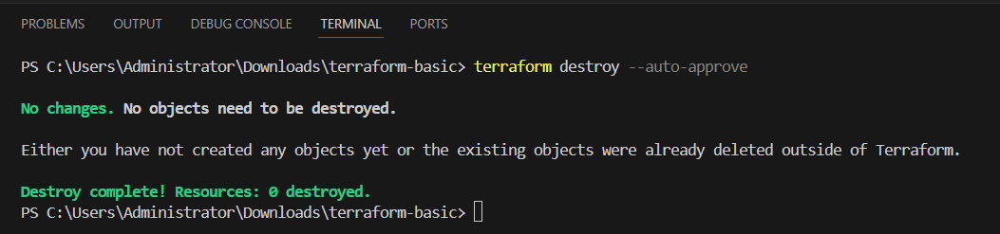 PROBLEMS OUTPUT DEBUG CONSOLE TERMINAL PORTS
PS C:\Users\Administrator\Downloads\terraform-basic> terraform destroy --auto-approve
No changes. No objects need to be destroyed.
Either you have not created any objects yet or the existing objects were already deleted outside of Terraform.
Destroy complete! Resources: 0 destroyed.
PS C:\Users\Administrator\Downloads\terraform-basic>